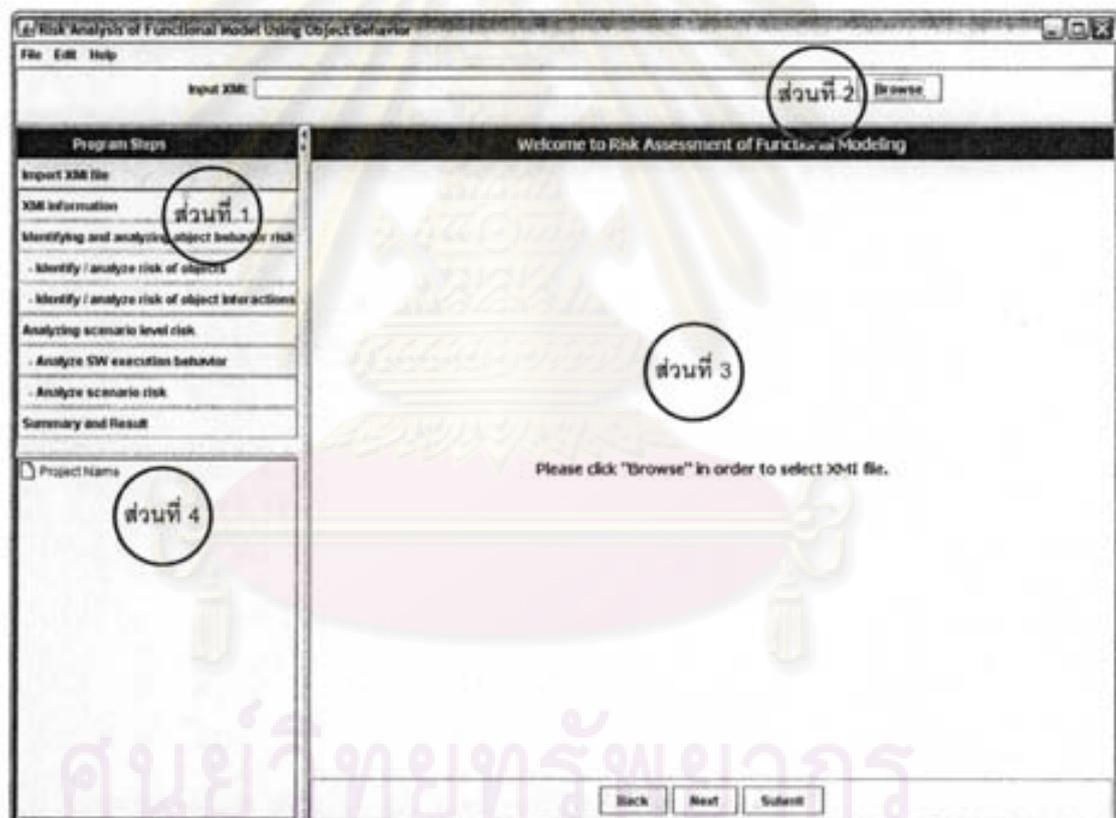 Risk Analysis of Functional Model Using Object Behavior
File Edit Help
Input XMI:
ส่วนที่ 2
Browse
Program Steps
Welcome to Risk Assessment of Functional Modeling
Import XMI file
XMI information
ส่วนที่ 1
Identifying and analyzing object behavior risk
- Identify / analyze risk of objects
- Identify / analyze risk of object interactions
Analyzing scenario level risk
- Analyze SW execution behavior
- Analyze scenario risk
Summary and Result
ส่วนที่ 3
Project Name
Please click "Browse" in order to select XMI file.
ส่วนที่ 4
Back Next Submit
ศูนย์วิทยทรัพยากร